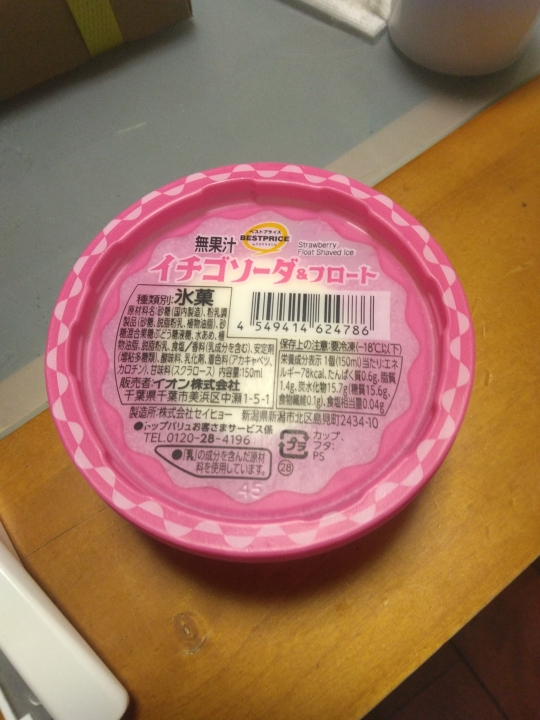 ベストプライス
BESTPRICE
無果汁
Strawberry
Float Shaved Ice
イチゴソーダ&フロート
種類別:氷菓
原材料名:砂糖(国内製造)、粉乳調
製品(砂糖、脱脂粉乳、植物油脂)、砂
糖混合果糖ぶどう糖液糖、水あめ、植
物油脂、脱脂粉乳、食塩/香料(乳成分を含む)、安定剤
(増粘多糖類)、酸味料、乳化剤、着色料(アカキャベツ、
カロチン)、甘味料(スクラロース) 内容量:150ml
販売者:イオン株式会社
千葉県千葉市美浜区中瀬1-5-1
4 549414 624786
保存上の注意:要冷凍(-18℃以下)
栄養成分表示 1個(150ml)当たり:エネ
ルギー78kcal、たんぱく質0.6g、脂質
1.4g、炭水化物15.7g(糖質15.6g、
食物繊維0.1g)、食塩相当量0.04g
製造所:株式会社セイヒョー 新潟県新潟市北区島見町2434-10
●トップバリュお客さまサービス係
TEL.0120-28-4196
●「乳」の成分を含んだ原材
料を使用しています。
プラ
カップ、
フタ:
PS
28
45